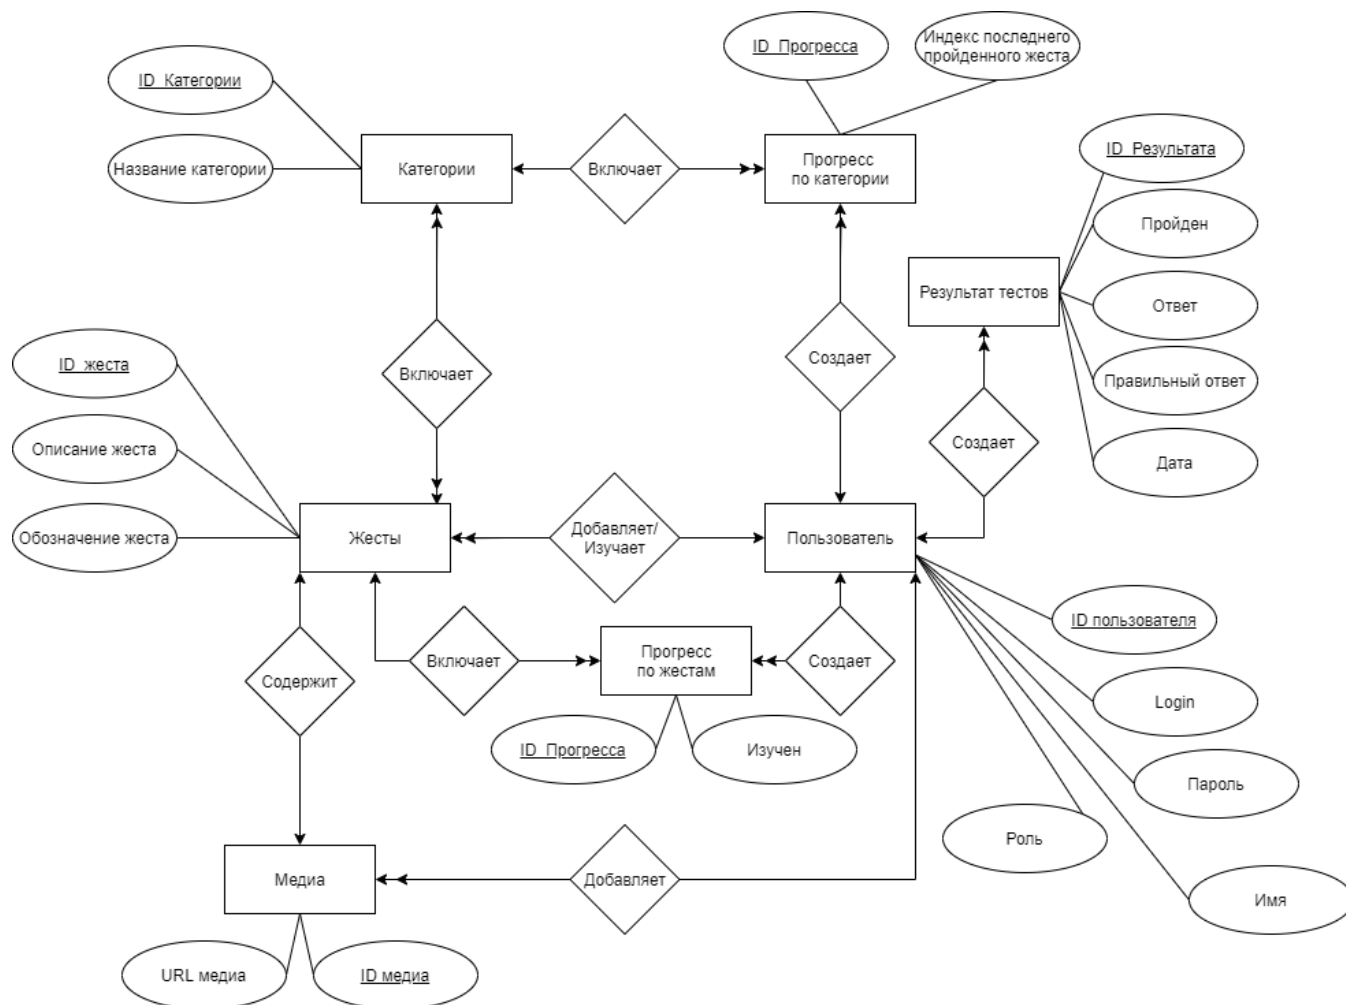 ID_Прогресса
Индекс последнего
пройденного жеста
ID_Категории
Название категории
Категории
Включает
Прогресс
по категории
ID_Результата
Пройден
Результат тестов
Ответ
Правильный ответ
Дата
ID_жеста
Описание жеста
Обозначение жеста
Включает
Создает
Создает
Жесты
Добавляет/
Изучает
Пользователь
ID пользователя
Login
Пароль
Имя
Роль
Содержит
Включает
Прогресс
по жестам
Создает
ID_Прогресса
Изучен
Медиа
Добавляет
URL медиа
ID медиа